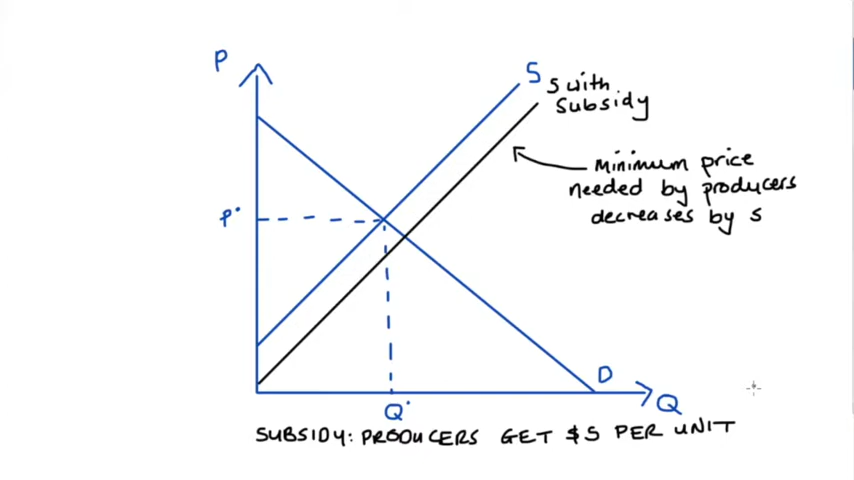 P
S
S with
Subsidy
minimum price
needed by producers
decreases by s
P*
D
Q
Q*
SUBSIDY: PRODUCERS GET $S PER UNIT